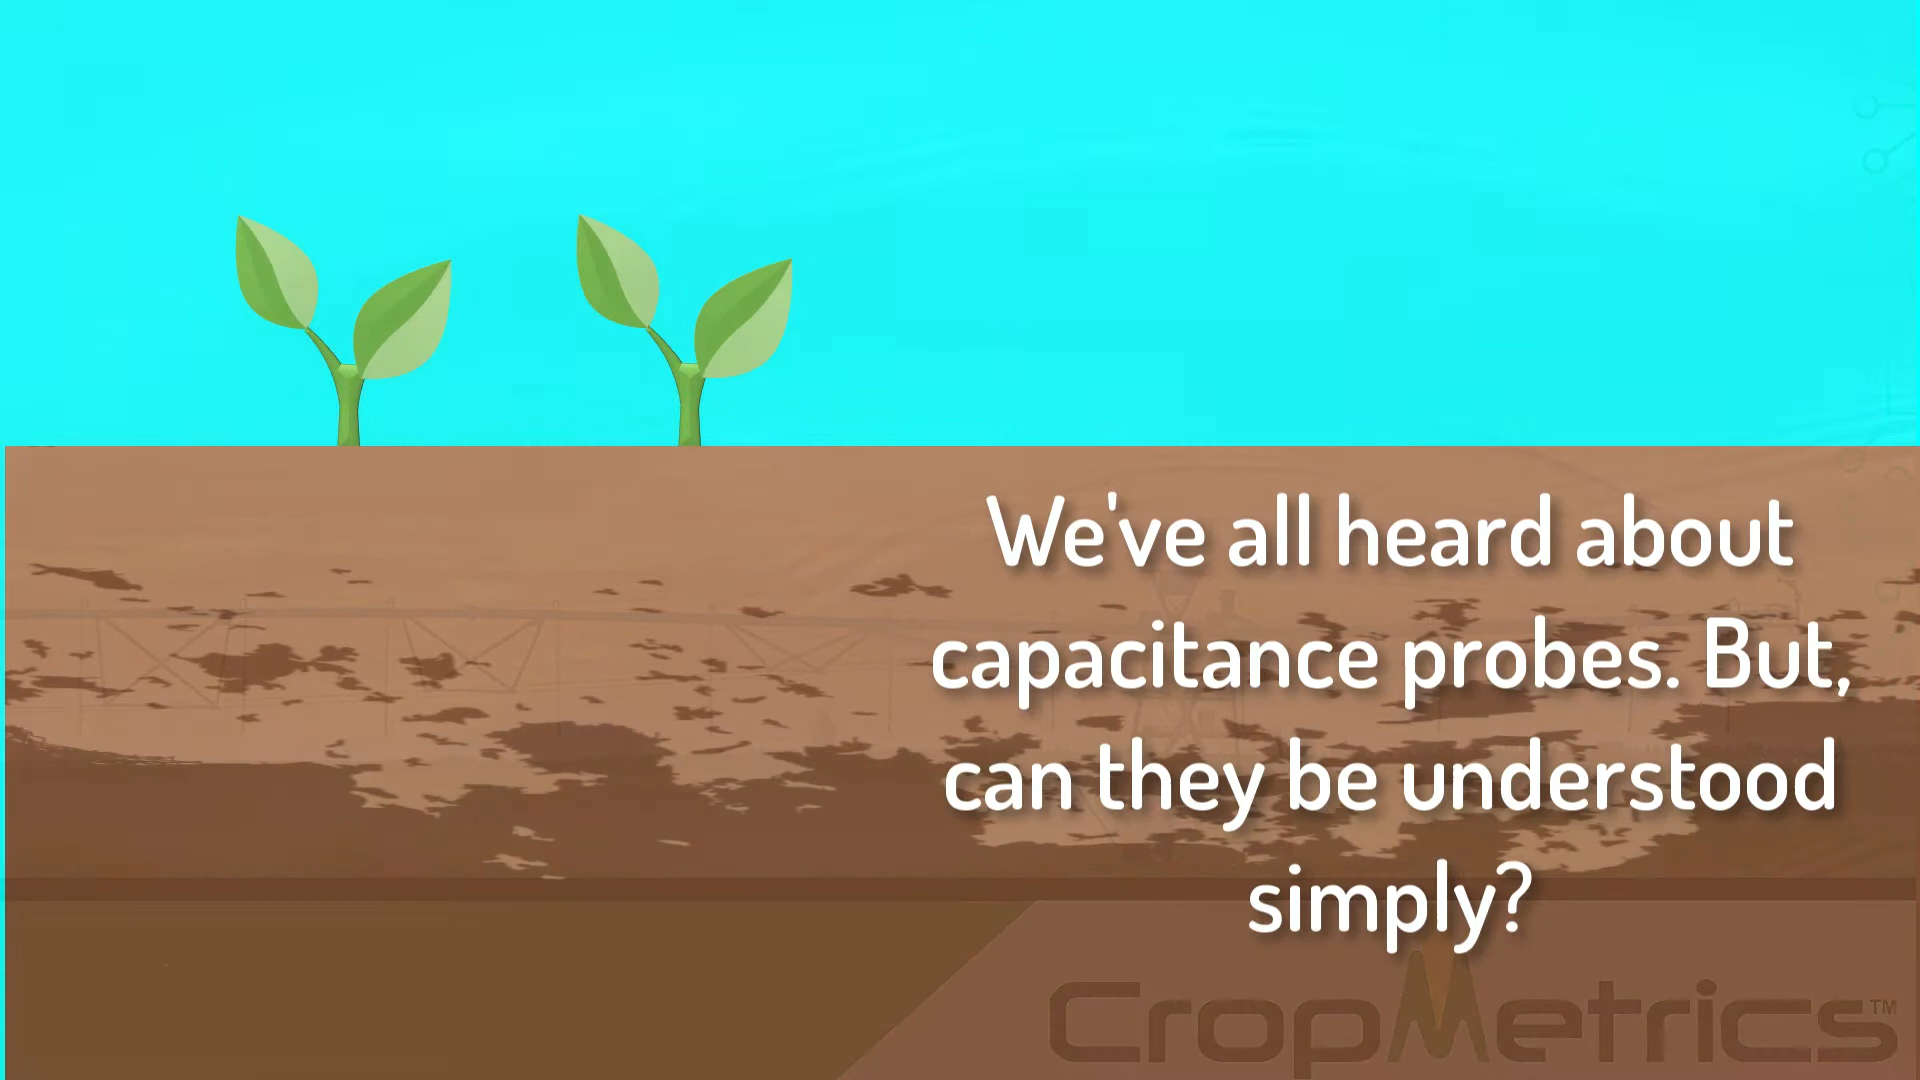 We've all heard about
capacitance probes. But,
can they be understood
simply?
CropMetrics™